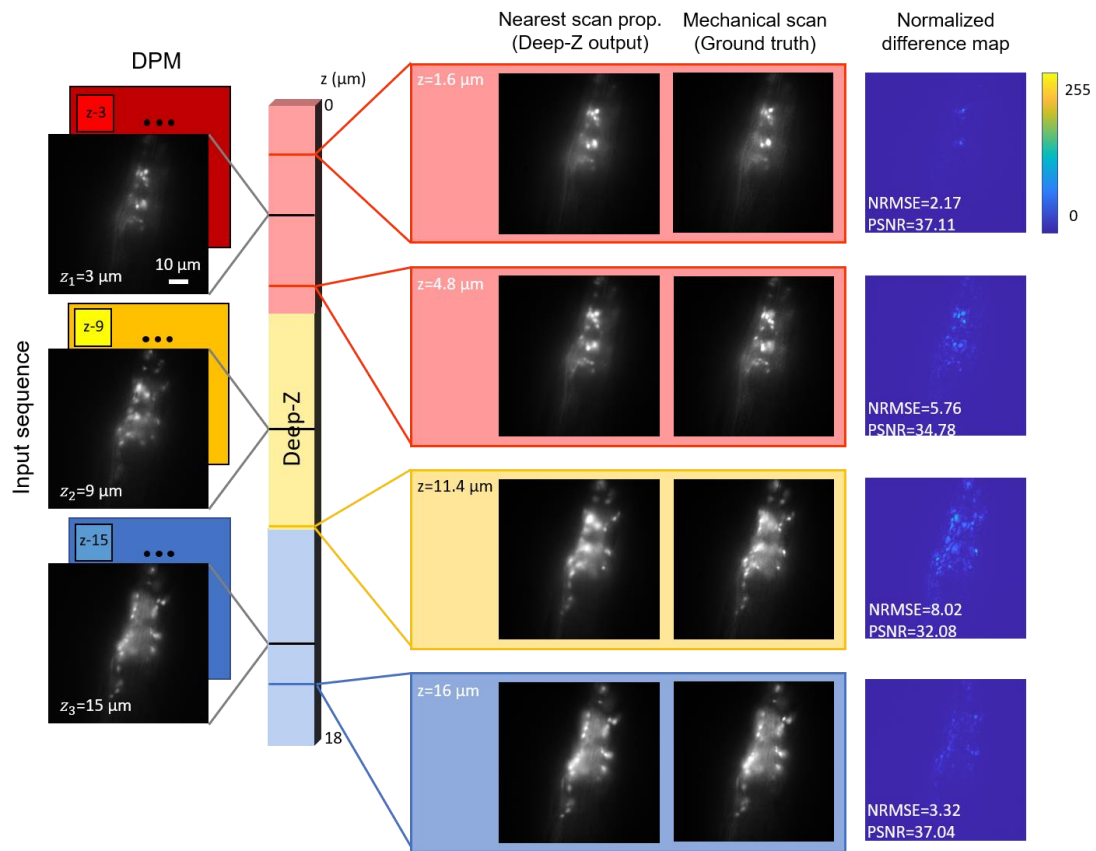 Nearest scan prop.
(Deep-Z output)
Mechanical scan
(Ground truth)
Normalized
difference map
DPM
z (μm)
0
18
Deep-Z
Input sequence
z-3
•••
z₁=3 μm
10 μm
z-9
•••
z₂=9 μm
z-15
•••
z₃=15 μm
z=1.6 μm
NRMSE=2.17
PSNR=37.11
255
0
z=4.8 μm
NRMSE=5.76
PSNR=34.78
z=11.4 μm
NRMSE=8.02
PSNR=32.08
z=16 μm
NRMSE=3.32
PSNR=37.04